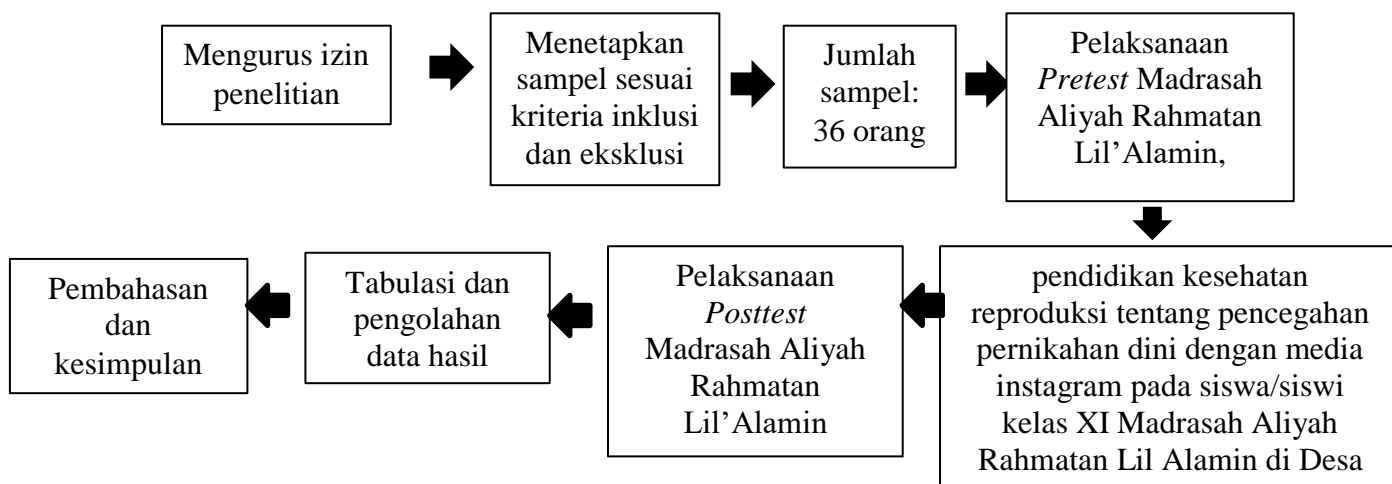 Mengurus izin
penelitian
Menetapkan
sampel sesuai
kriteria inklusi
dan eksklusi
Jumlah
sampel:
36 orang
Pelaksanaan
Pretest Madrasah
Aliyah Rahmatan
Lil’Alamin,
pendidikan kesehatan
reproduksi tentang pencegahan
pernikahan dini dengan media
instagram pada siswa/siswi
kelas XI Madrasah Aliyah
Rahmatan Lil Alamin di Desa
Pelaksanaan
Posttest
Madrasah Aliyah
Rahmatan
Lil’Alamin
Tabulasi dan
pengolahan
data hasil
Pembahasan
dan
kesimpulan